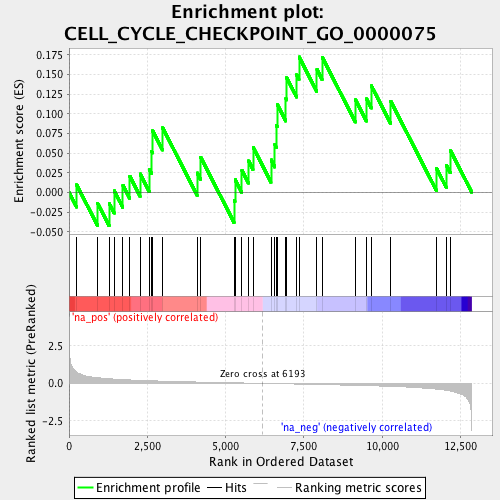 Enrichment plot:
CELL_CYCLE_CHECKPOINT_GO_0000075
Enrichment score (ES)
0.175
0.150
0.125
0.100
0.075
0.050
0.025
0.000
-0.025
-0.050
'na_pos' (positively correlated)
Ranked list metric (PreRanked)
2.5
0.0
-2.5
Zero cross at 6193
'na_neg' (negatively correlated)
0 2,500 5,000 7,500 10,000 12,500
Rank in Ordered Dataset
Enrichment profile Hits Ranking metric scores